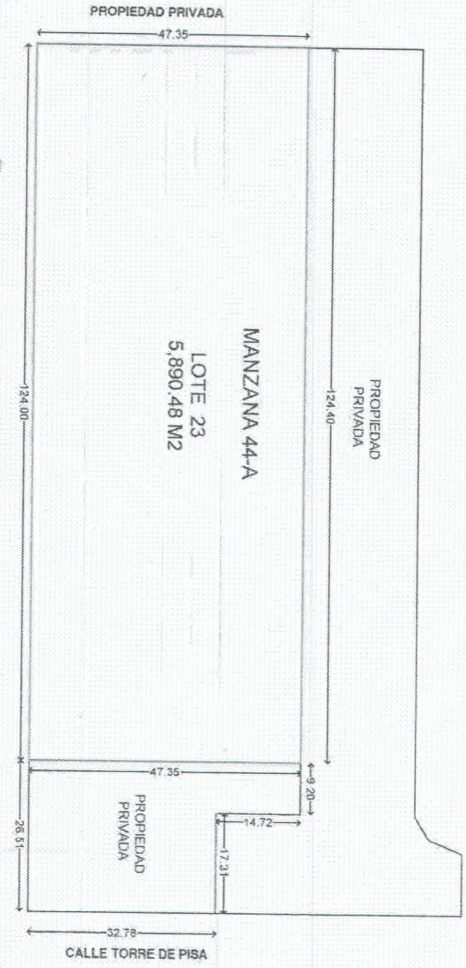 PROPIEDAD PRIVADA
47.35
PROPIEDAD
PRIVADA
124.40
MANZANA 44-A
LOTE 23
5,890.48 M2
124.00
47.35
9.20
14.72
PROPIEDAD
PRIVADA
17.31
26.51
32.78
CALLE TORRE DE PISA